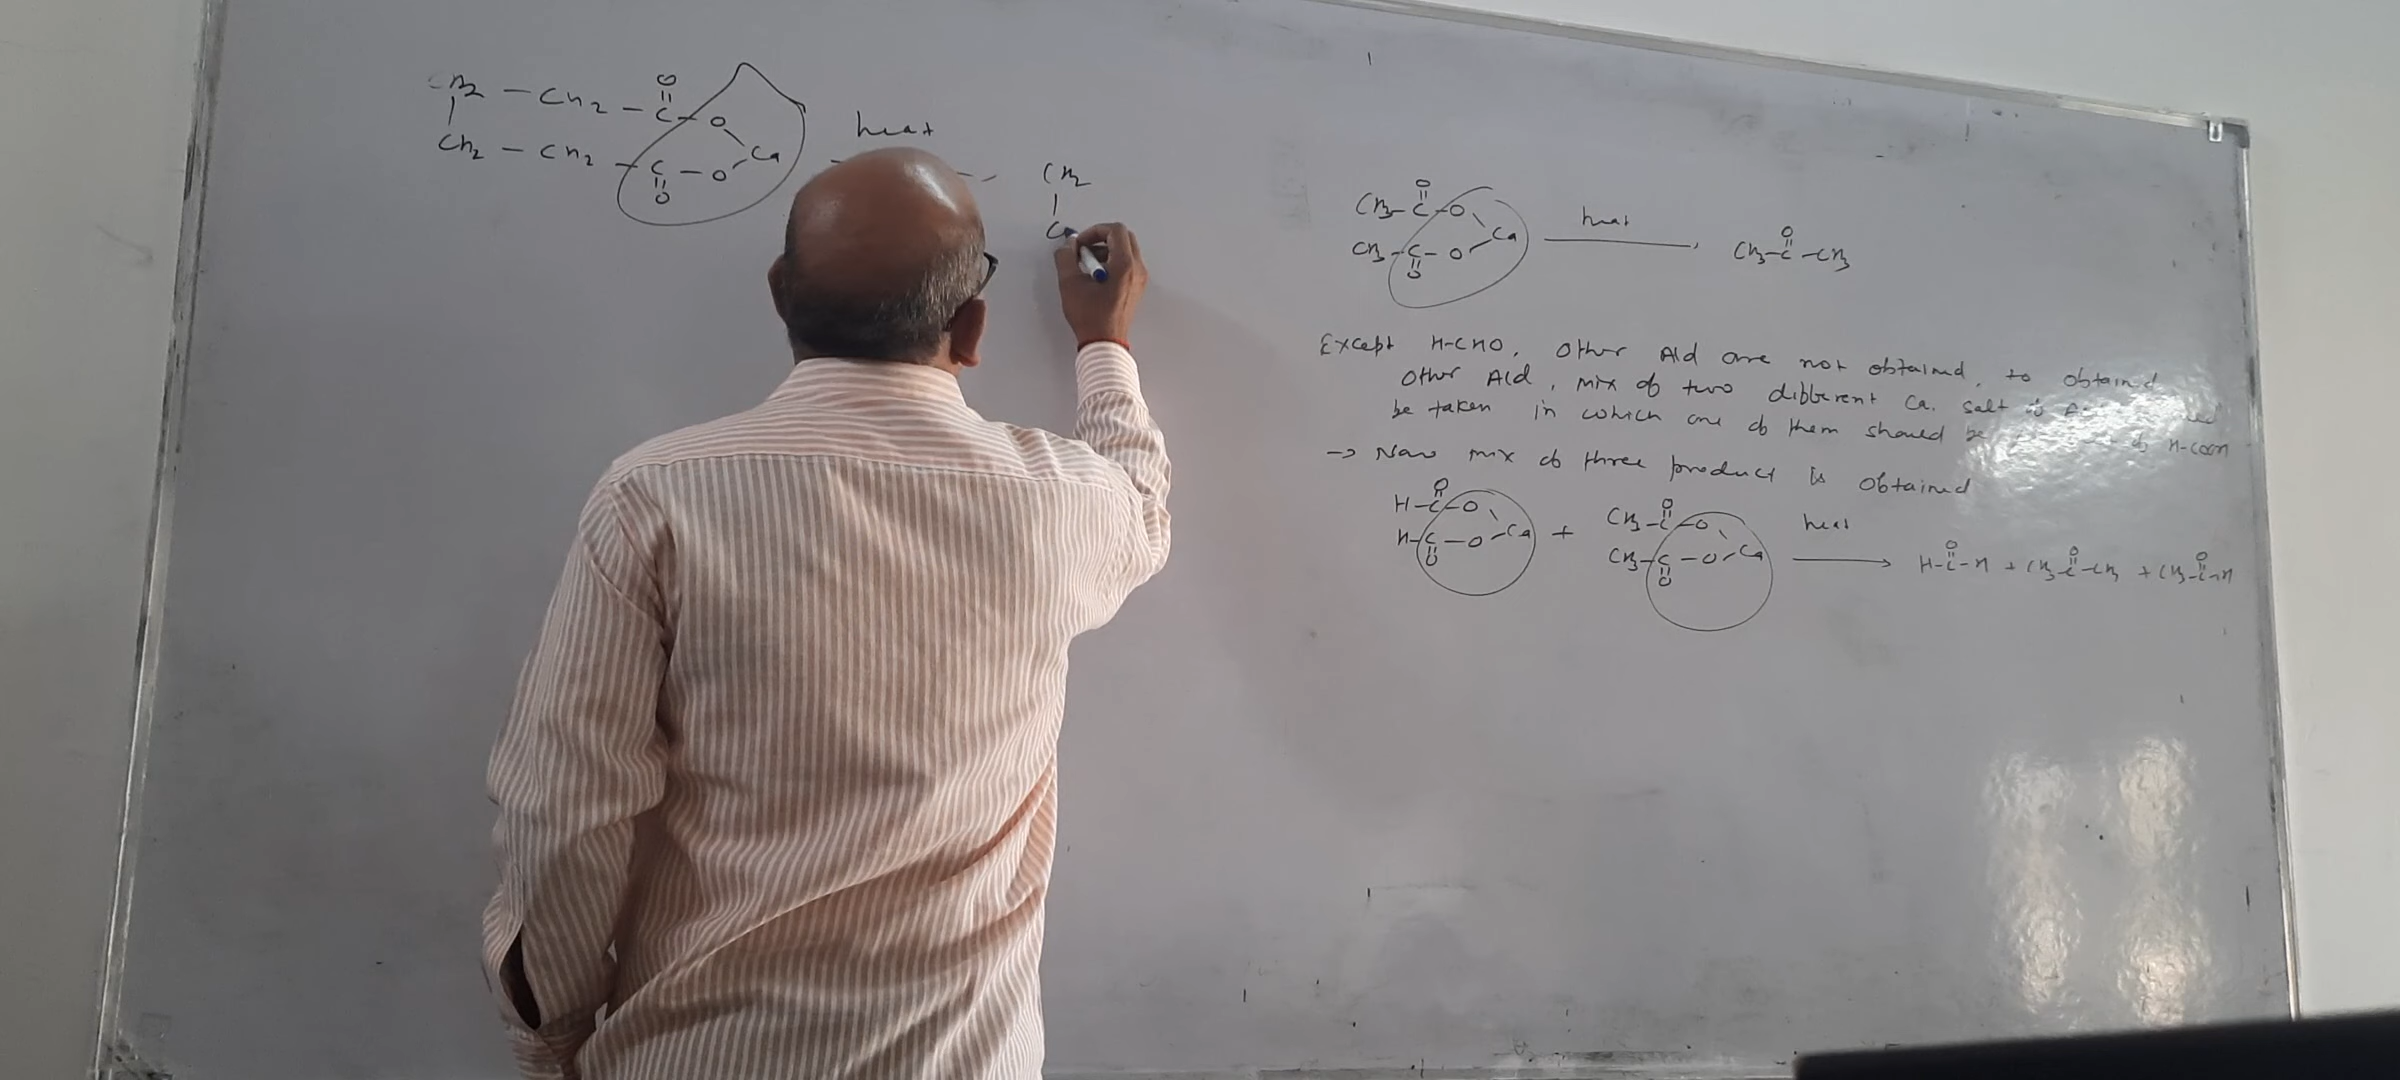 O O
CH2 — CH2 — C — O
CH2 — CH2 — C — O Ca heat
O
CH2
C
O
CH3 — C — O heat O
CH3 — C — O Ca CH3 — C — CH3
O
Except H-CHO, Other Ald are not obtained, to obtained
Other Ald, mix of two different Ca. salt of
be taken in which one of them should be of H-COOH
→ Now mix of three product is obtained
O O
H — C — O CH3 — C — O heat O O O
H — C — O Ca + CH3 — C — O Ca H — C — H + CH3 — C — CH3 + CH3 — C — H
O O